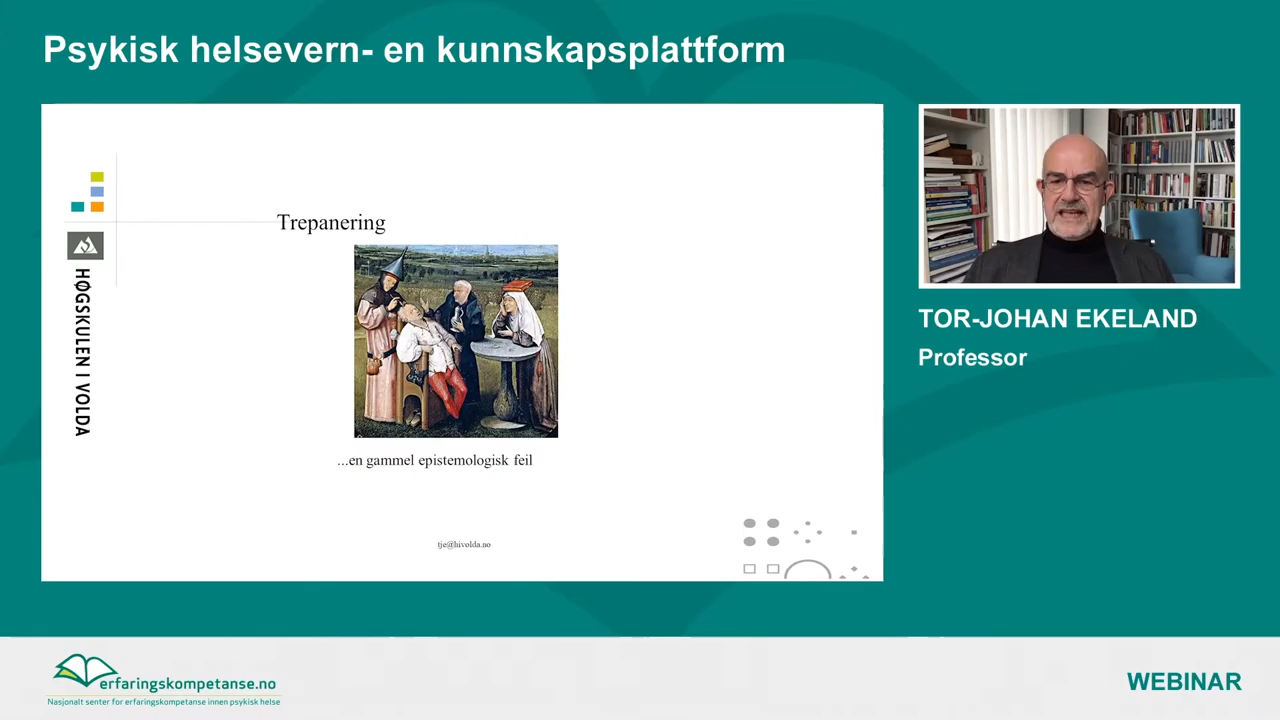 Psykisk helsevern- en kunnskapsplattform
HØGSKULEN I VOLDA
Trepanering
...en gammel epistemologisk feil
tje@hivolda.no
TOR-JOHAN EKELAND
Professor
erfaringskompetanse.no
Nasjonalt senter for erfaringskompetanse innen psykisk helse
WEBINAR